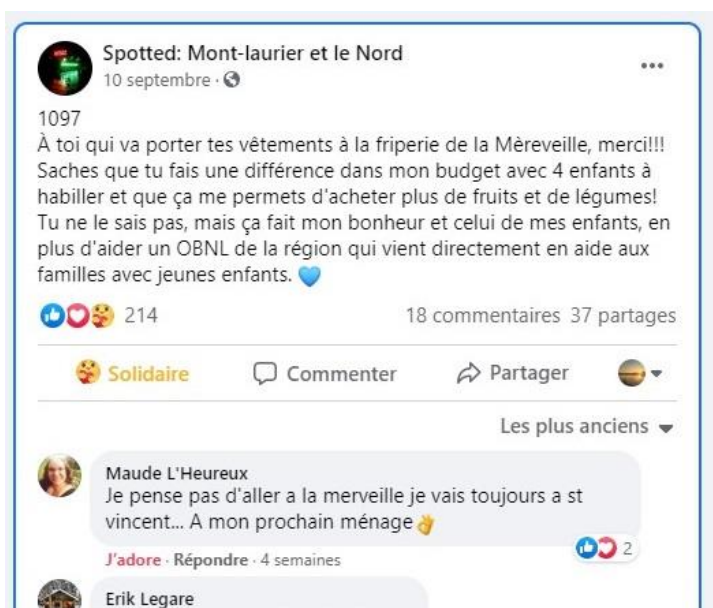 Spotted: Mont-laurier et le Nord
10 septembre ·
1097
À toi qui va porter tes vêtements à la friperie de la Mèreveille, merci!!!
Saches que tu fais une différence dans mon budget avec 4 enfants à
habiller et que ça me permets d'acheter plus de fruits et de légumes!
Tu ne le sais pas, mais ça fait mon bonheur et celui de mes enfants, en
plus d'aider un OBNL de la région qui vient directement en aide aux
familles avec jeunes enfants. 💙
214 18 commentaires 37 partages
Solidaire Commenter Partager
Les plus anciens
Maude L'Heureux
Je pense pas d'aller a la merveille je vais toujours a st
vincent... A mon prochain ménage👌
2
J'adore · Répondre · 4 semaines
Erik Legare